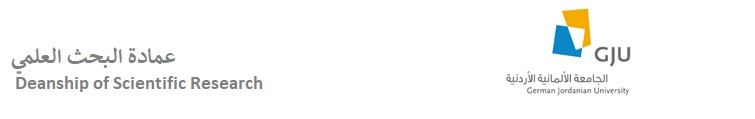 عمادة البحث العلمي
Deanship of Scientific Research
GJU
الجامعة الألمانية الأردنية
German Jordanian University